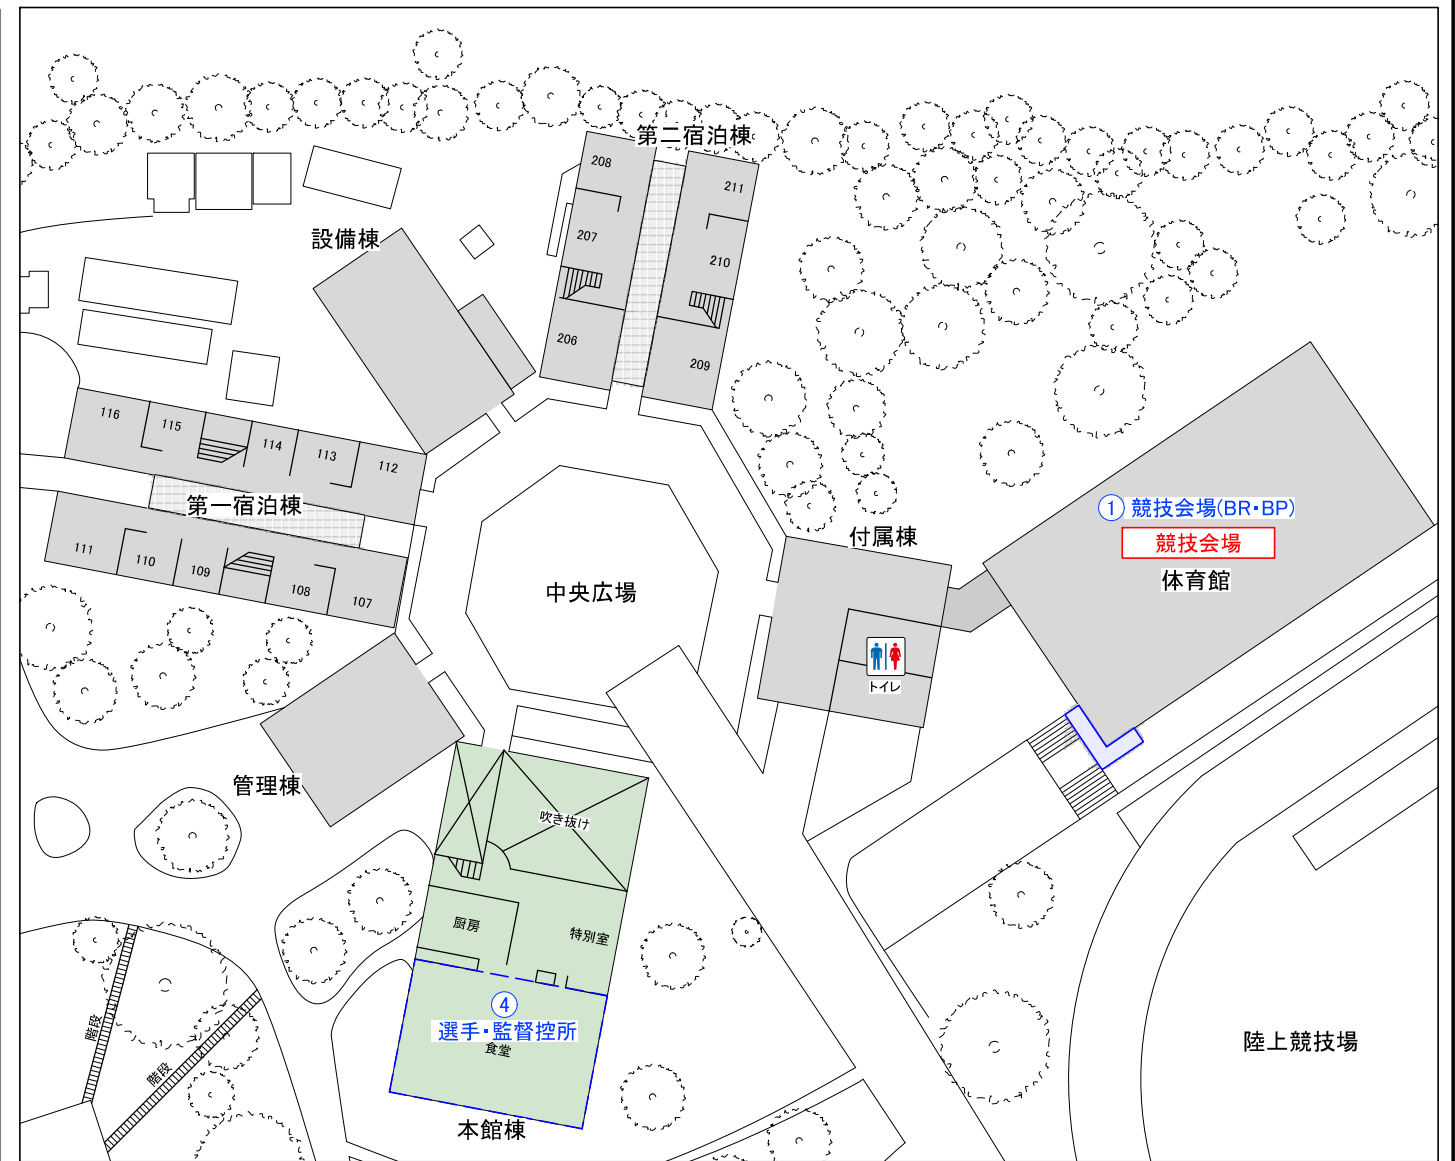 第二宿泊棟
208
211
207
210
206
209
設備棟
116
115
114
113
112
第一宿泊棟
111
110
109
108
107
中央広場
付属棟
トイレ
① 競技会場(BR・BP)
競技会場
体育館
管理棟
吹き抜け
厨房
特別室
④
選手・監督控所
食堂
本館棟
階段
階段
陸上競技場